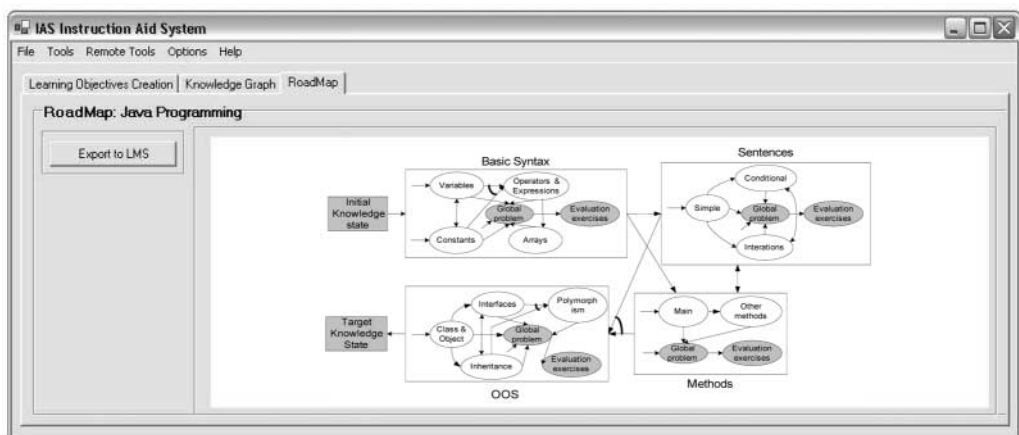 IAS Instruction Aid System
File Tools Remote Tools Options Help
Learning Objectives Creation Knowledge Graph RoadMap
RoadMap: Java Programming
Export to LMS
Basic Syntax
Sentences
Initial
Knowledge
state
Variables
Operators &
Expressions
Global
problem
Evaluation
exercises
Constants
Arrays
Conditional
Simple
Global
problem
Evaluation
exercises
Interations
Target
Knowledge
State
Interfaces
Polymorph
ism
Class &
Object
Global
problem
Inheritance
Evaluation
exercises
OOS
Main
Other
methods
Global
problem
Evaluation
exercises
Methods